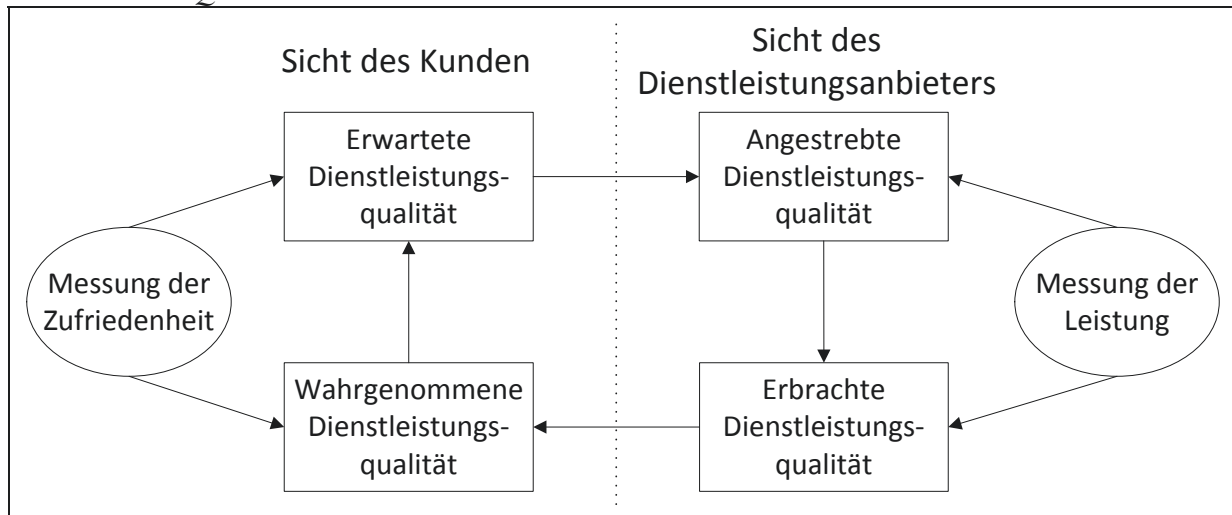 Sicht des Kunden
Sicht des
Dienstleistungsanbieters
Erwartete
Dienstleistungs-
qualität
Angestrebte
Dienstleistungs-
qualität
Messung der
Zufriedenheit
Messung der
Leistung
Wahrgenommene
Dienstleistungs-
qualität
Erbrachte
Dienstleistungs-
qualität